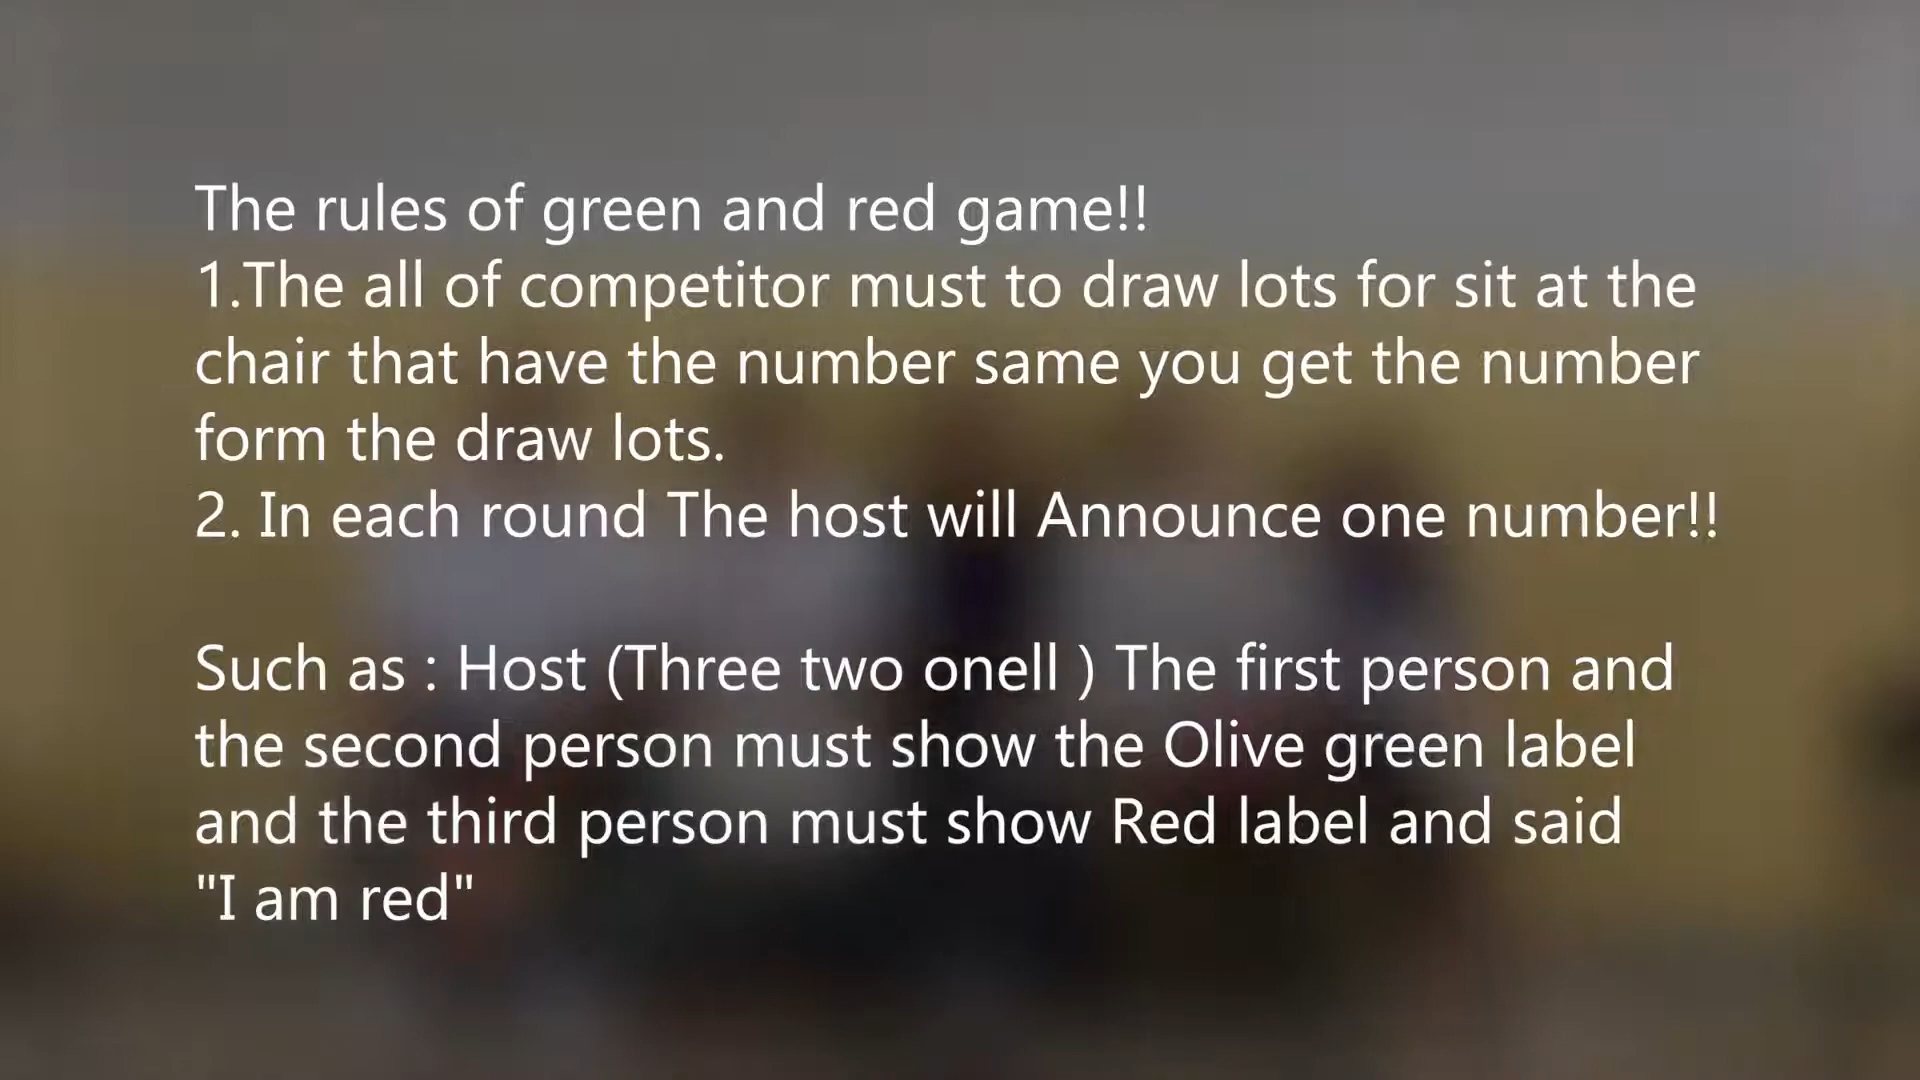 The rules of green and red game!!
1.The all of competitor must to draw lots for sit at the
chair that have the number same you get the number
form the draw lots.
2. In each round The host will Announce one number!!
Such as : Host (Three two onell ) The first person and
the second person must show the Olive green label
and the third person must show Red label and said
"I am red"